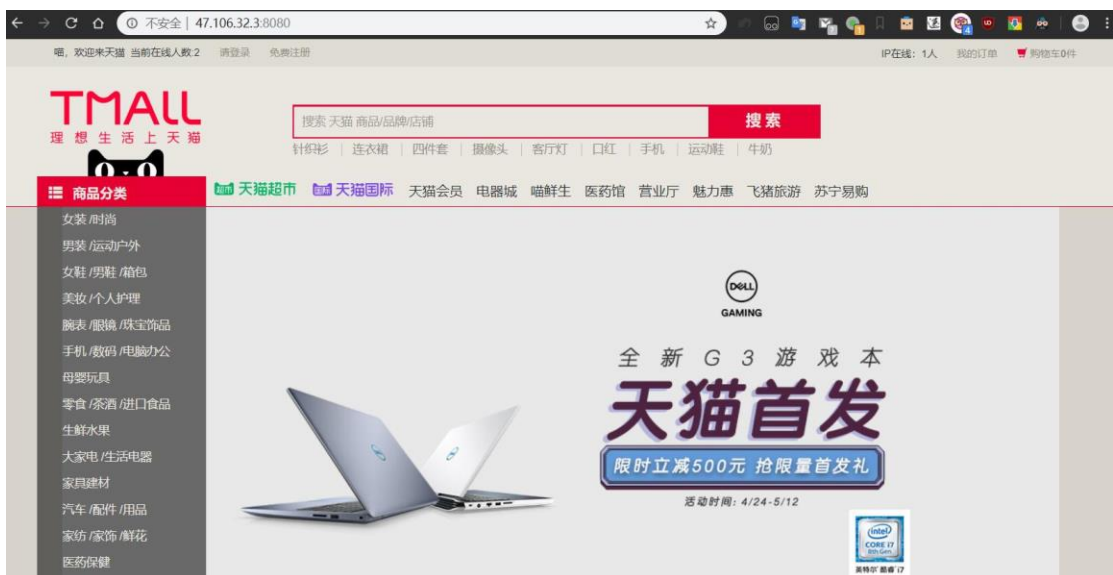 不安全 | 47.106.32.3:8080
喵，欢迎来天猫 当前在线人数:2 请登录 免费注册 IP在线：1人 我的订单 购物车0件
TMALL
理想生活上天猫
搜索 天猫 商品/品牌/店铺 搜索
针织衫 | 连衣裙 | 四件套 | 摄像头 | 客厅灯 | 口红 | 手机 | 运动鞋 | 牛奶
商品分类 天猫超市 天猫国际 天猫会员 电器城 喵鲜生 医药馆 营业厅 魅力惠 飞猪旅游 苏宁易购
女装 /时尚
男装 /运动户外
女鞋 /男鞋 /箱包
美妆 /个人护理
腕表 /眼镜 /珠宝饰品
手机 /数码 /电脑办公
母婴玩具
零食 /茶酒 /进口食品
生鲜水果
大家电 /生活电器
家具建材
汽车 /配件 /用品
家纺 /家饰 /鲜花
医药保健
DELL
GAMING
全新G3游戏本
天猫首发
限时立减500元 抢限量首发礼
活动时间：4/24-5/12
intel
CORE i7
8th Gen
英特尔 酷睿 i7